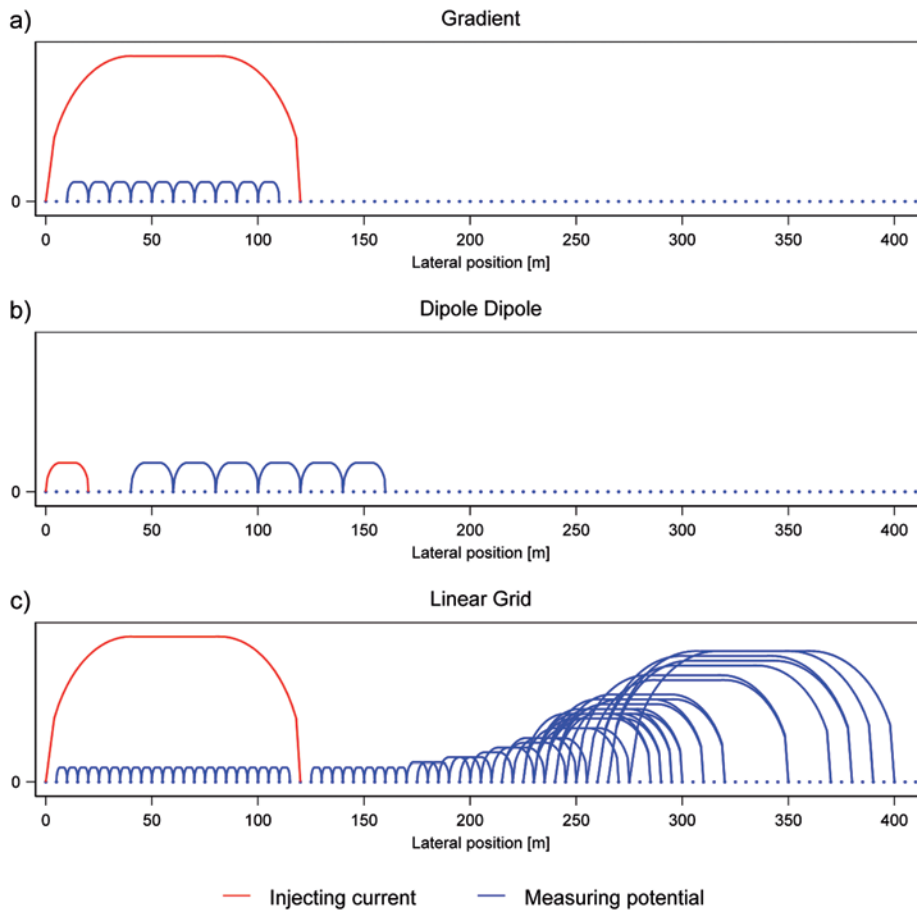 a)
Gradient
0
0 50 100 150 200 250 300 350 400
Lateral position [m]
b)
Dipole Dipole
0
0 50 100 150 200 250 300 350 400
Lateral position [m]
c)
Linear Grid
0
0 50 100 150 200 250 300 350 400
Lateral position [m]
Injecting current Measuring potential